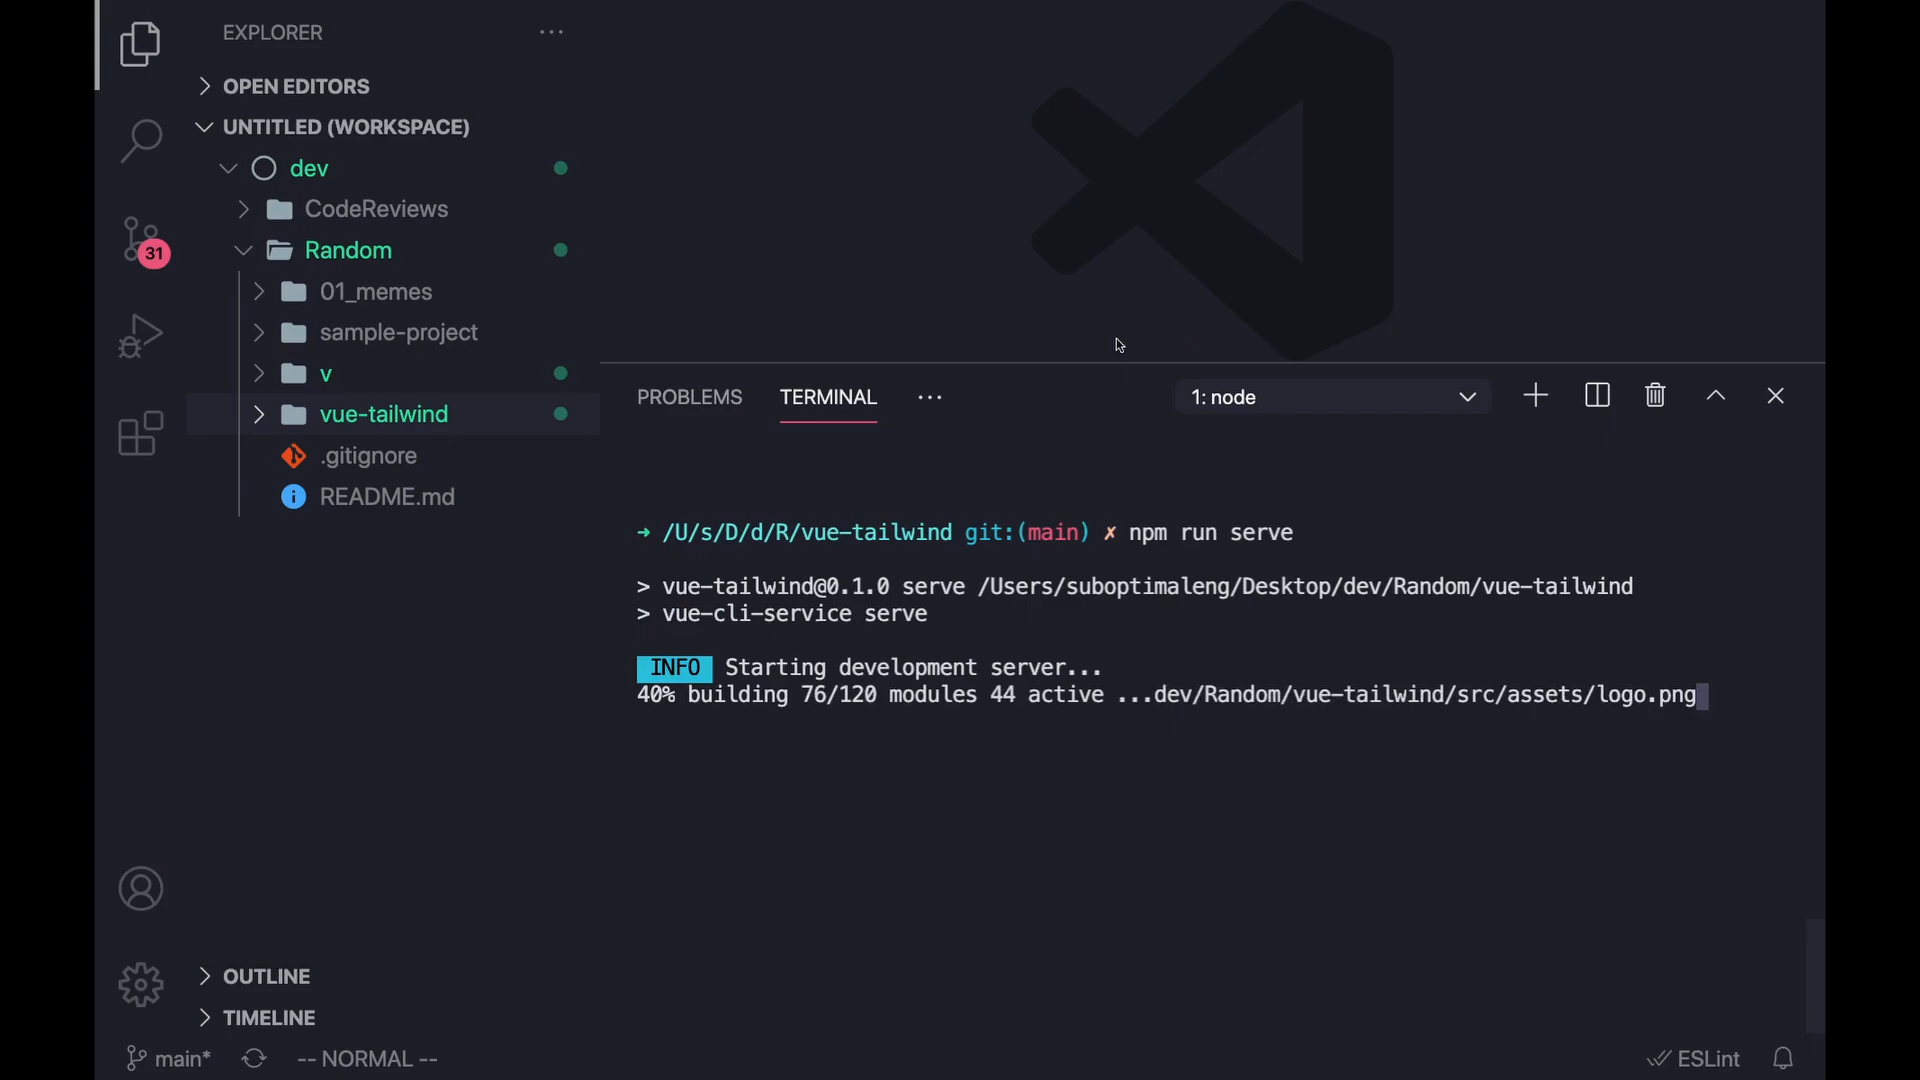 EXPLORER
OPEN EDITORS
UNTITLED (WORKSPACE)
dev
CodeReviews
Random
01_memes
sample-project
v
vue-tailwind
.gitignore
README.md
31
OUTLINE
TIMELINE
PROBLEMS TERMINAL ··· 1: node
→ /U/s/D/d/R/vue-tailwind git:(main) ✗ npm run serve
> vue-tailwind@0.1.0 serve /Users/suboptimaleng/Desktop/dev/Random/vue-tailwind
> vue-cli-service serve
INFO Starting development server...
40% building 76/120 modules 44 active ...dev/Random/vue-tailwind/src/assets/logo.png
main* -- NORMAL -- ESLint